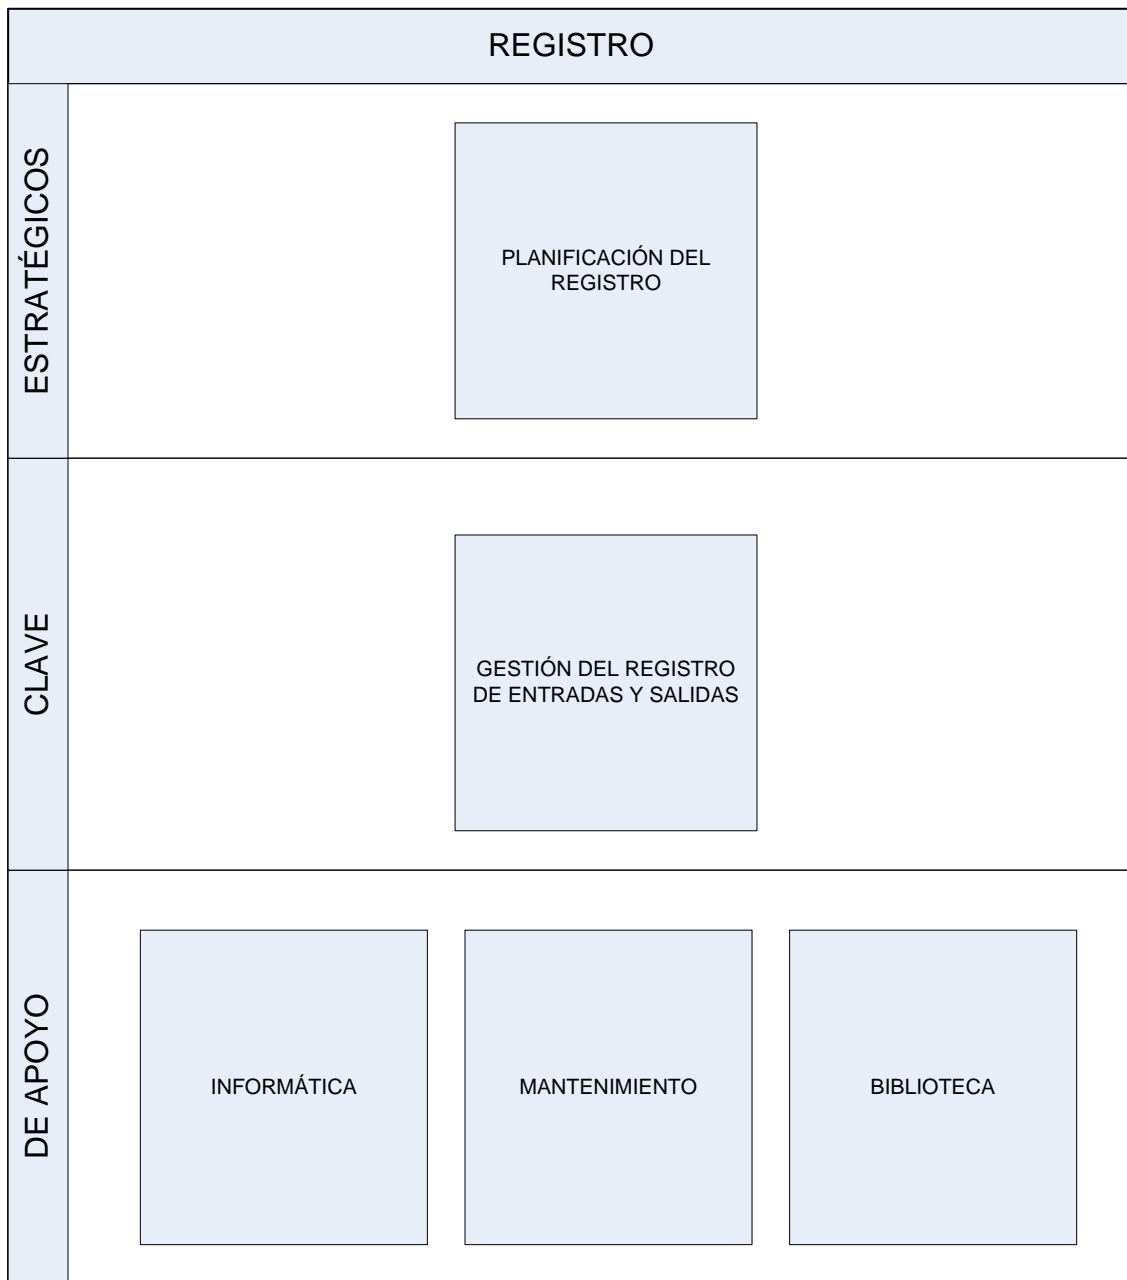 REGISTRO
ESTRATÉGICOS
PLANIFICACIÓN DEL
REGISTRO
CLAVE
GESTIÓN DEL REGISTRO
DE ENTRADAS Y SALIDAS
DE APOYO
INFORMÁTICA
MANTENIMIENTO
BIBLIOTECA